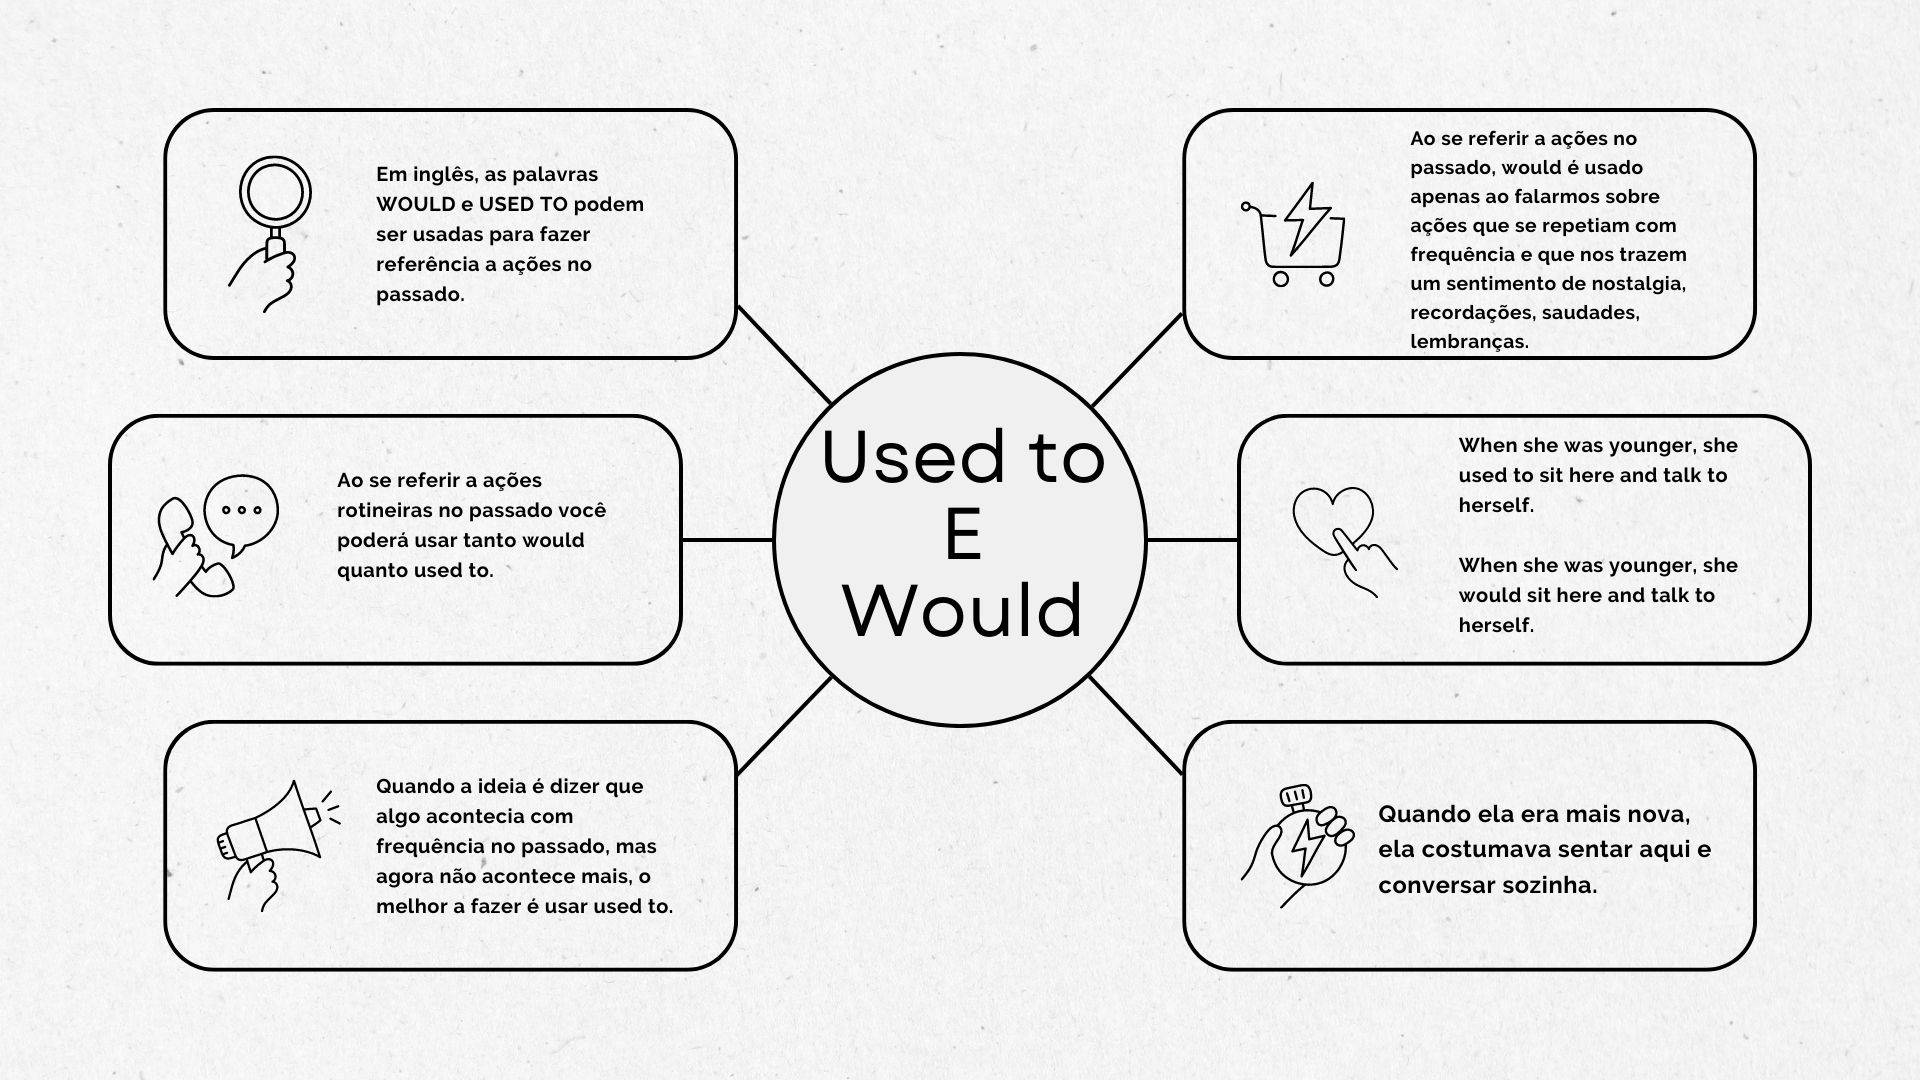 Em inglês, as palavras
WOULD e USED TO podem
ser usadas para fazer
referência a ações no
passado.
Ao se referir a ações
rotineiras no passado você
poderá usar tanto would
quanto used to.
Quando a ideia é dizer que
algo acontecia com
frequência no passado, mas
agora não acontece mais, o
melhor a fazer é usar used to.
Used to
E
Would
Ao se referir a ações no
passado, would é usado
apenas ao falarmos sobre
ações que se repetiam com
frequência e que nos trazem
um sentimento de nostalgia,
recordações, saudades,
lembranças.
When she was younger, she
used to sit here and talk to
herself.
When she was younger, she
would sit here and talk to
herself.
Quando ela era mais nova,
ela costumava sentar aqui e
conversar sozinha.